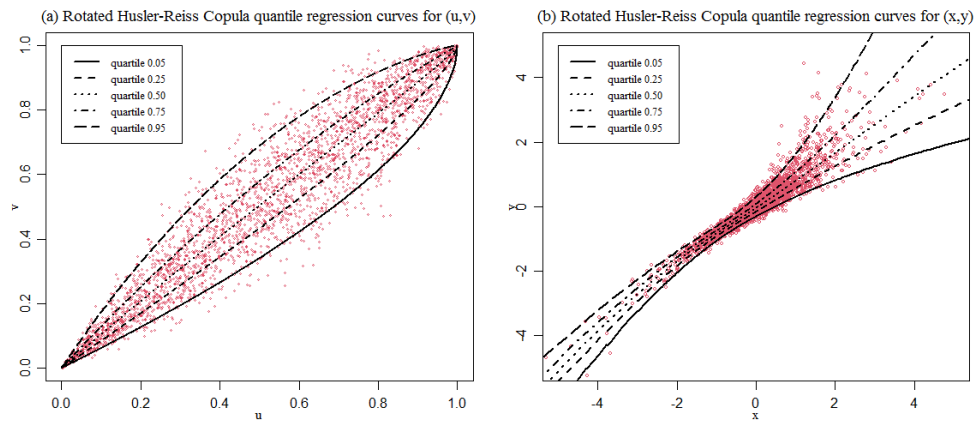 (a) Rotated Husler-Reiss Copula quantile regression curves for (u,v)
quartile 0.05
quartile 0.25
quartile 0.50
quartile 0.75
quartile 0.95
1.0
0.8
0.6
0.4
0.2
0.0
v
0.0 0.2 0.4 0.6 0.8 1.0
u
(b) Rotated Husler-Reiss Copula quantile regression curves for (x,y)
quartile 0.05
quartile 0.25
quartile 0.50
quartile 0.75
quartile 0.95
4
2
0
-2
-4
y
-4 -2 0 2 4
x